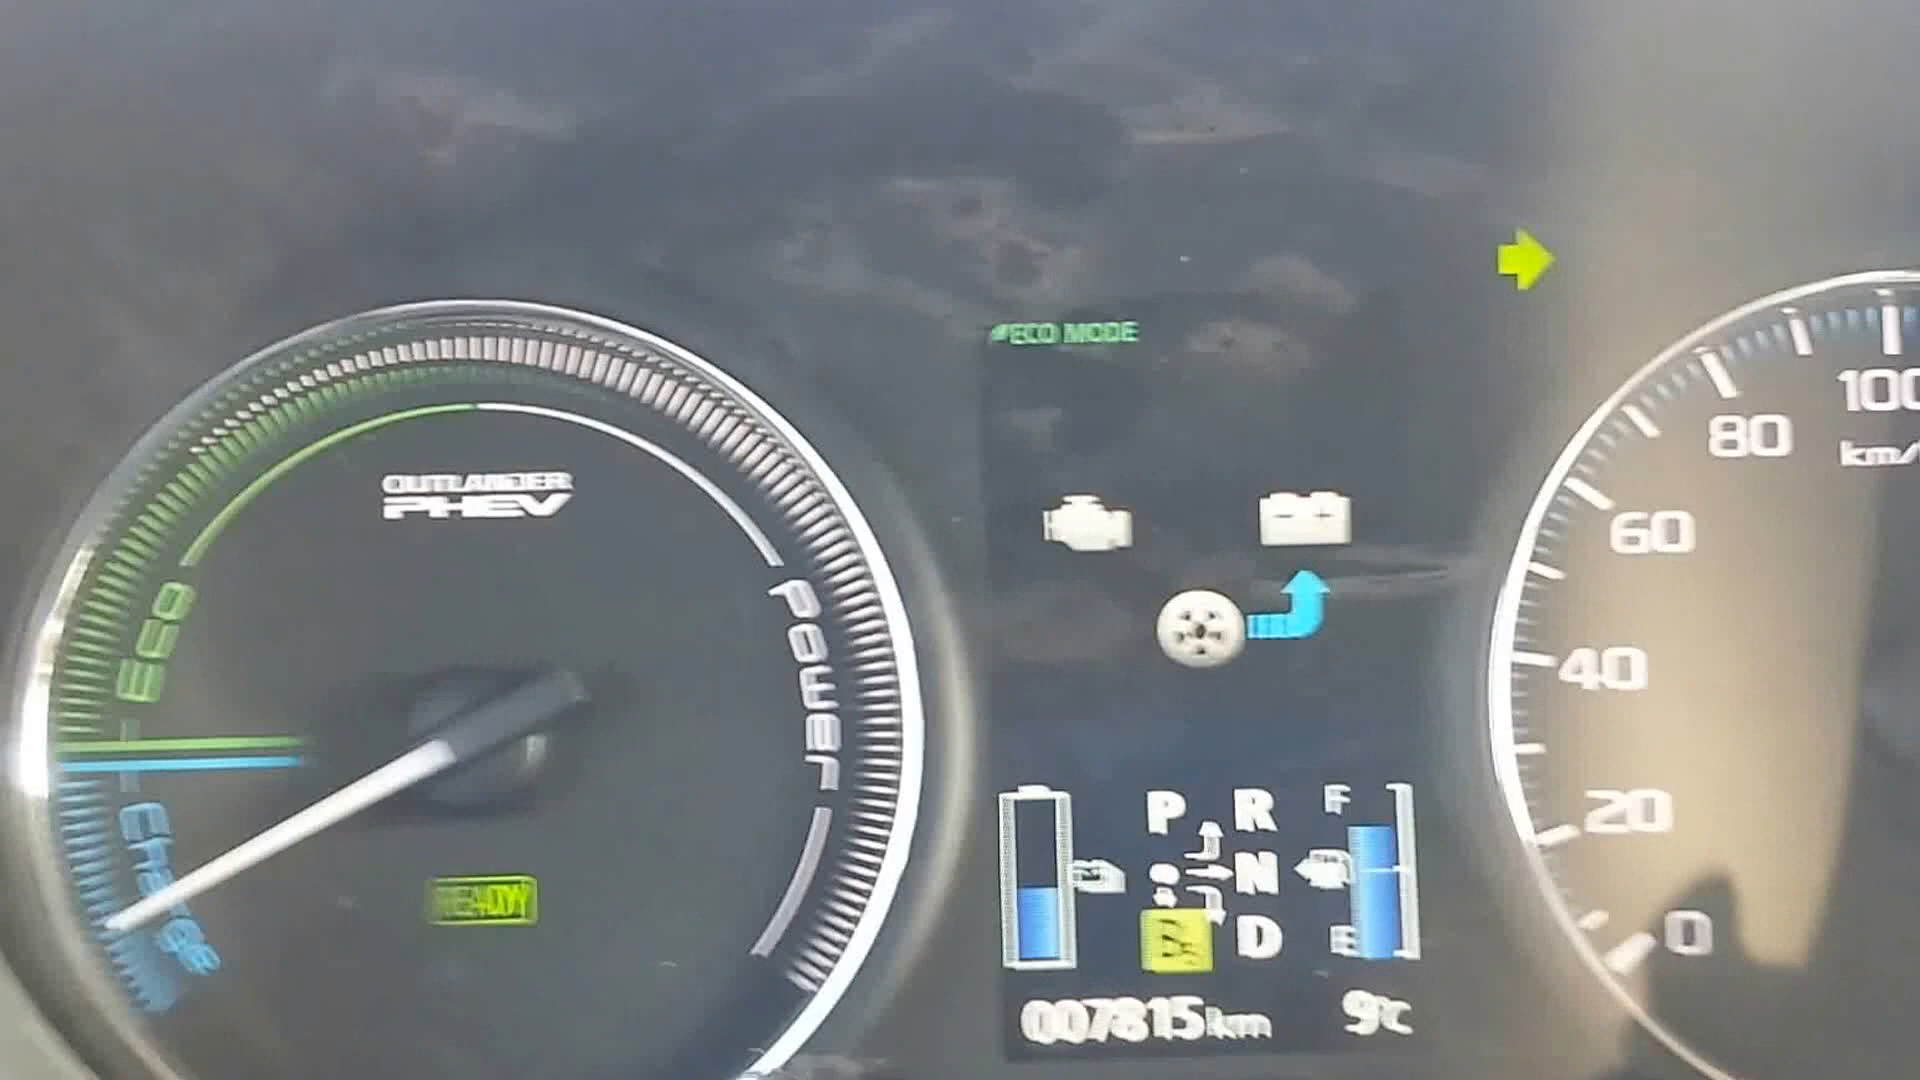 ECO MODE
OUTLANDER
PHEV
Eco
Power
Charge
READY
100
km/
80
60
40
20
0
P R
N
D
F
E
007815km
9°C